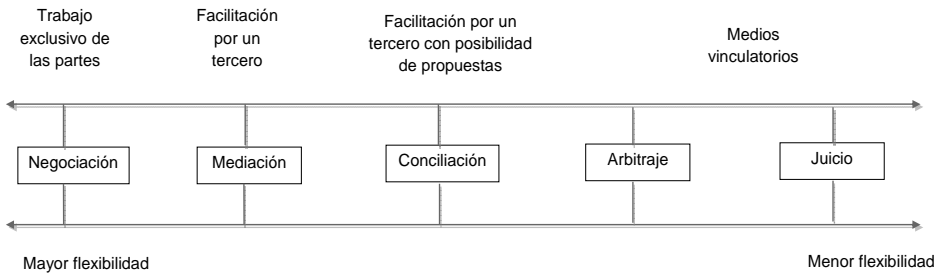 Trabajo
exclusivo de
las partes
Facilitación
por un
tercero
Facilitación por un
tercero con posibilidad
de propuestas
Medios
vinculatorios
Negociación
Mediación
Conciliación
Arbitraje
Juicio
Mayor flexibilidad
Menor flexibilidad